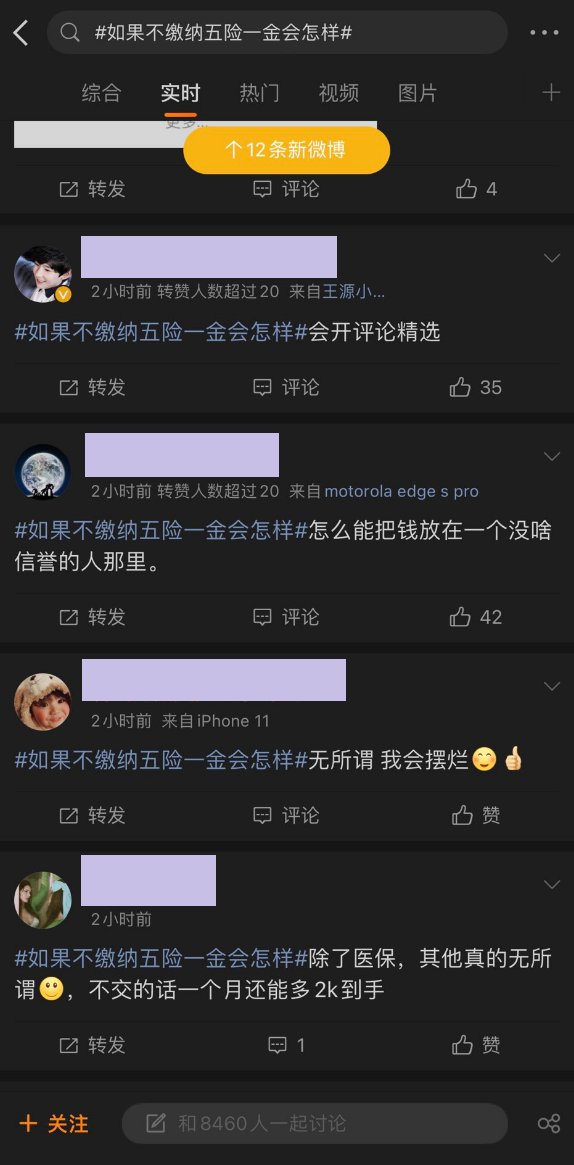 #如果不缴纳五险一金会怎样#
综合 实时 热门 视频 图片
更多...
12条新微博
转发 评论 4
2小时前 转赞人数超过20 来自王源小...
#如果不缴纳五险一金会怎样#会开评论精选
转发 评论 35
2小时前 转赞人数超过20 来自motorola edge s pro
#如果不缴纳五险一金会怎样#怎么能把钱放在一个没啥
信誉的人那里。
转发 评论 42
2小时前 来自iPhone 11
#如果不缴纳五险一金会怎样#无所谓 我会摆烂😊👍
转发 评论 赞
2小时前
#如果不缴纳五险一金会怎样#除了医保，其他真的无所
谓🙂，不交的话一个月还能多2k到手
转发 1 赞
+ 关注 和8460人一起讨论